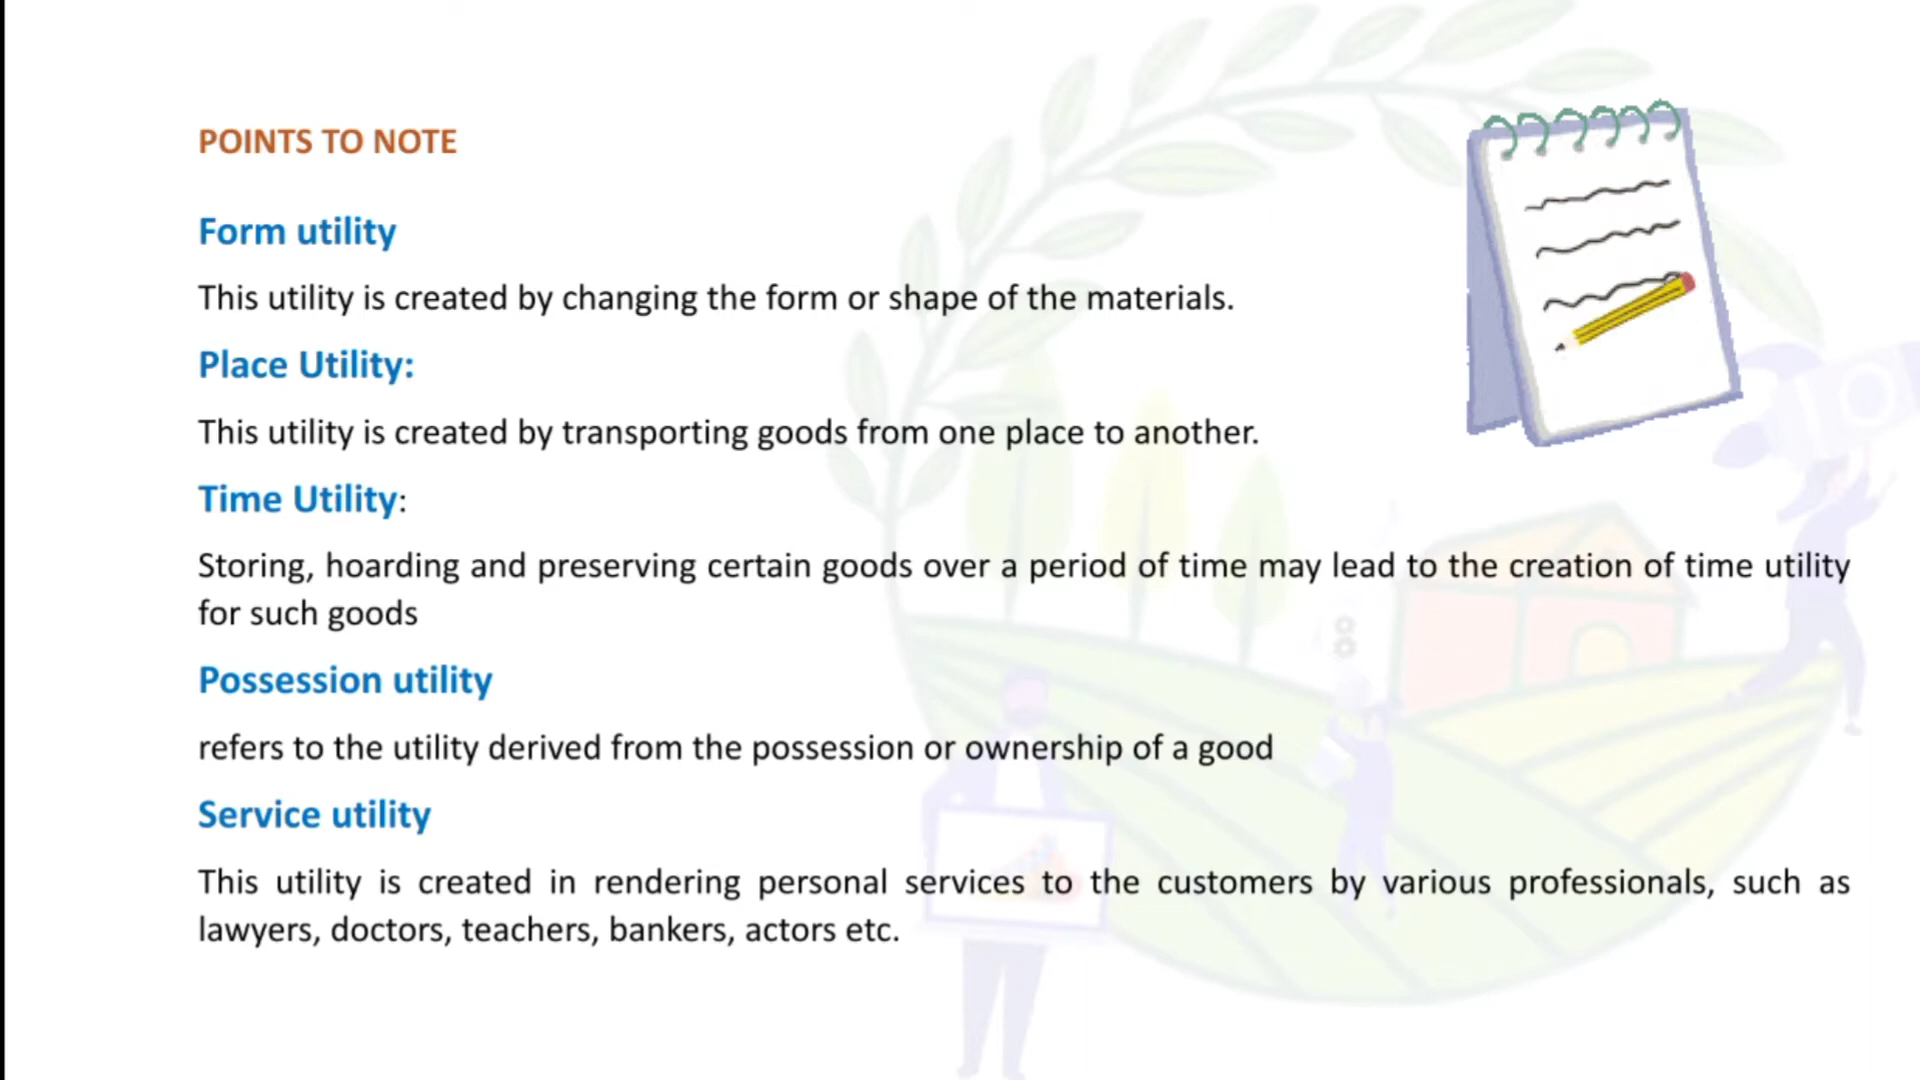 POINTS TO NOTE
Form utility
This utility is created by changing the form or shape of the materials.
Place Utility:
This utility is created by transporting goods from one place to another.
Time Utility:
Storing, hoarding and preserving certain goods over a period of time may lead to the creation of time utility
for such goods
Possession utility
refers to the utility derived from the possession or ownership of a good
Service utility
This utility is created in rendering personal services to the customers by various professionals, such as
lawyers, doctors, teachers, bankers, actors etc.